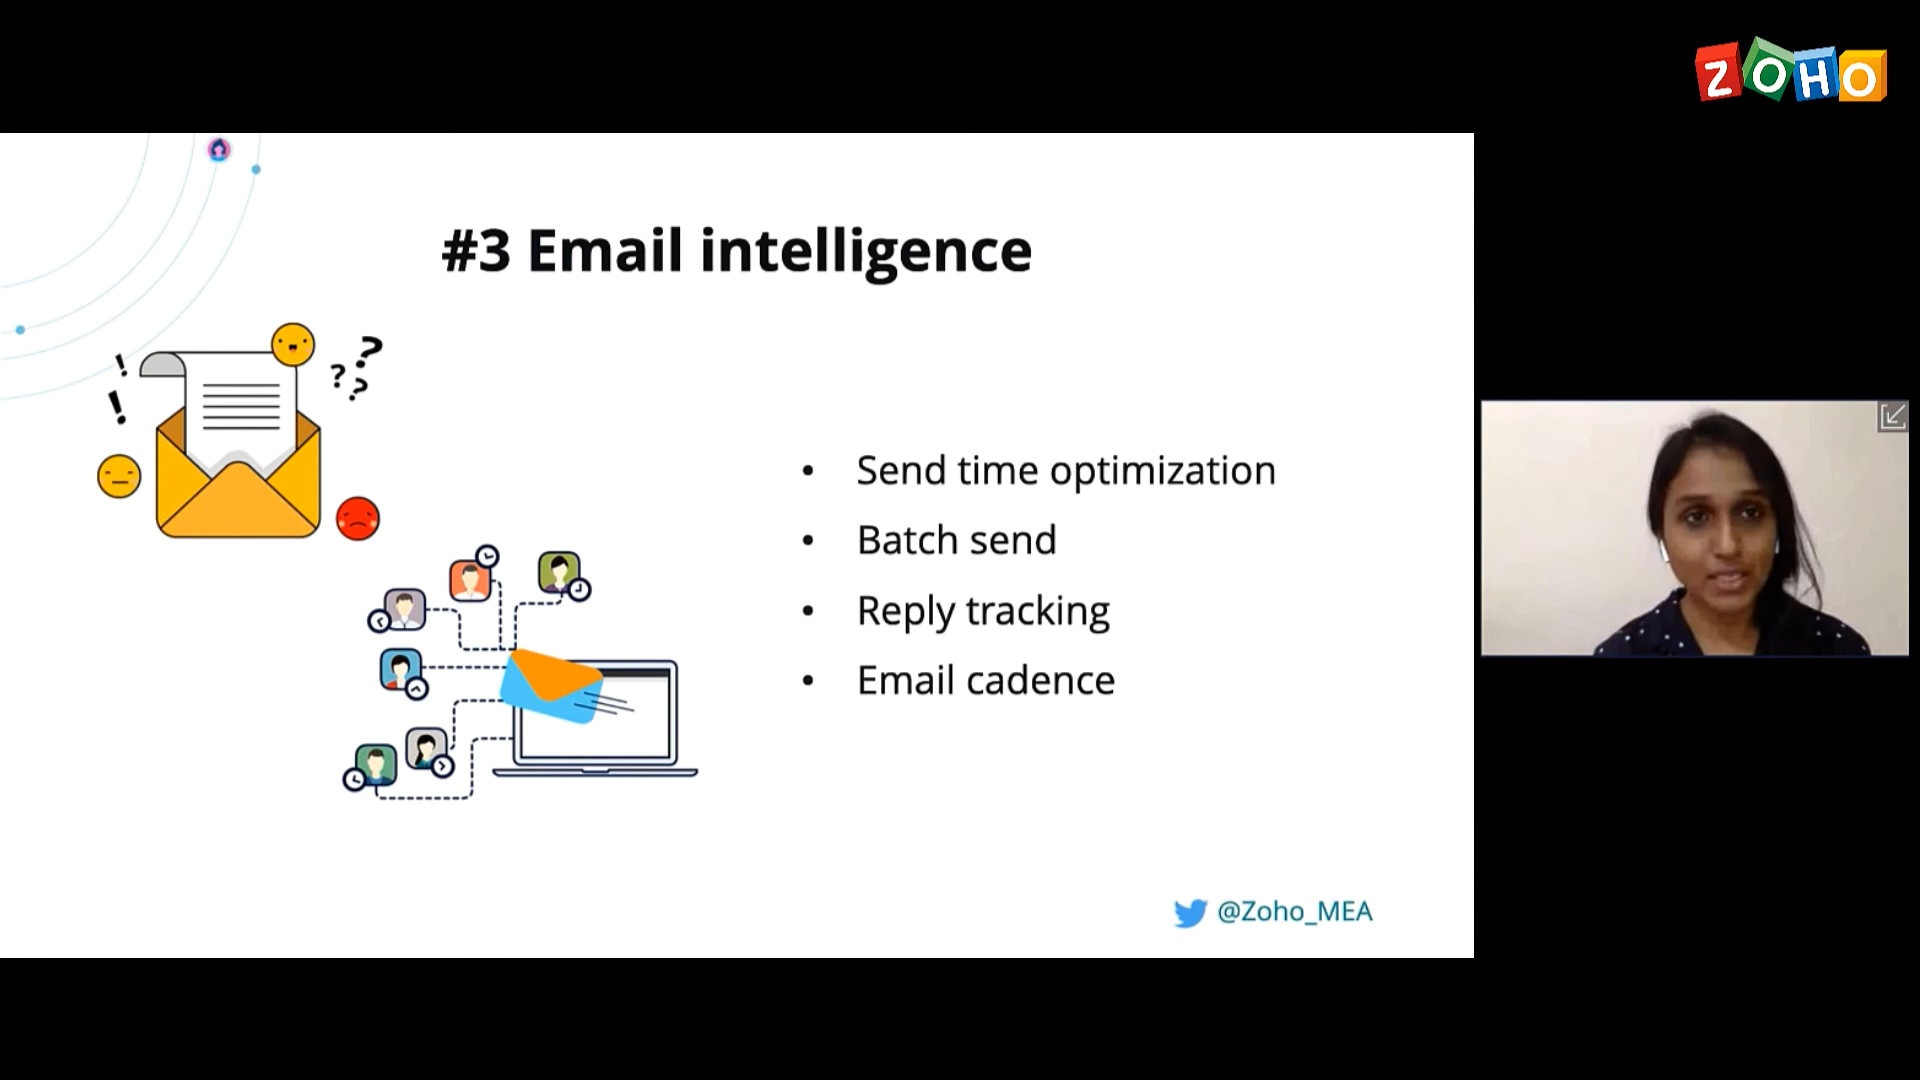 ZOHO
#3 Email intelligence
! ???
!
• Send time optimization
• Batch send
• Reply tracking
• Email cadence
@Zoho_MEA